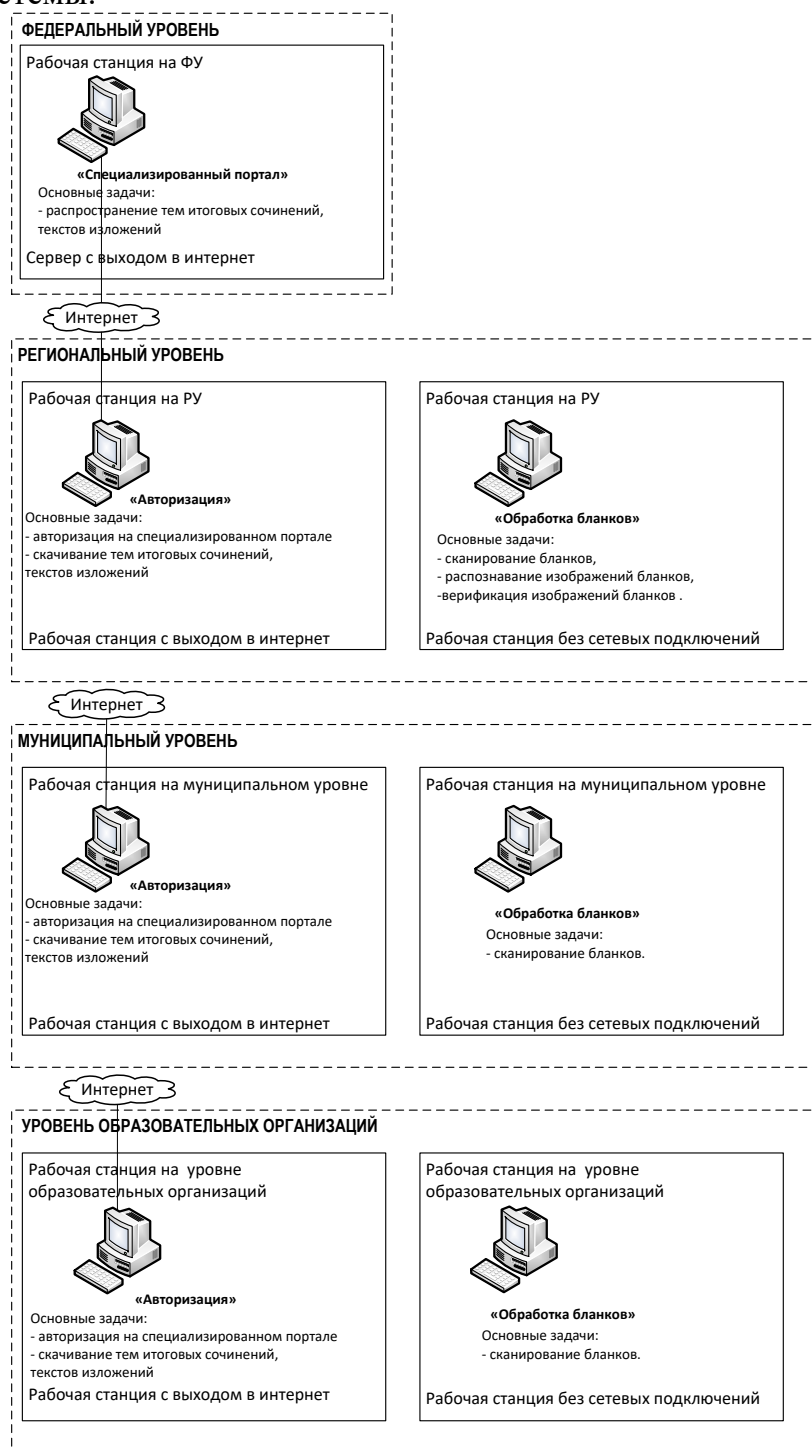 ФЕДЕРАЛЬНЫЙ УРОВЕНЬ
Рабочая станция на ФУ
«Специализированный портал»
Основные задачи:
- распространение тем итоговых сочинений,
текстов изложений
Сервер с выходом в интернет
Интернет
РЕГИОНАЛЬНЫЙ УРОВЕНЬ
Рабочая станция на РУ
«Авторизация»
Основные задачи:
- авторизация на специализированном портале
- скачивание тем итоговых сочинений,
текстов изложений
Рабочая станция с выходом в интернет
Рабочая станция на РУ
«Обработка бланков»
Основные задачи:
- сканирование бланков,
- распознавание изображений бланков,
-верификация изображений бланков .
Рабочая станция без сетевых подключений
Интернет
МУНИЦИПАЛЬНЫЙ УРОВЕНЬ
Рабочая станция на муниципальном уровне
«Авторизация»
Основные задачи:
- авторизация на специализированном портале
- скачивание тем итоговых сочинений,
текстов изложений
Рабочая станция с выходом в интернет
Рабочая станция на муниципальном уровне
«Обработка бланков»
Основные задачи:
- сканирование бланков.
Рабочая станция без сетевых подключений
Интернет
УРОВЕНЬ ОБРАЗОВАТЕЛЬНЫХ ОРГАНИЗАЦИЙ
Рабочая станция на уровне
образовательных организаций
«Авторизация»
Основные задачи:
- авторизация на специализированном портале
- скачивание тем итоговых сочинений,
текстов изложений
Рабочая станция с выходом в интернет
Рабочая станция на уровне
образовательных организаций
«Обработка бланков»
Основные задачи:
- сканирование бланков.
Рабочая станция без сетевых подключений